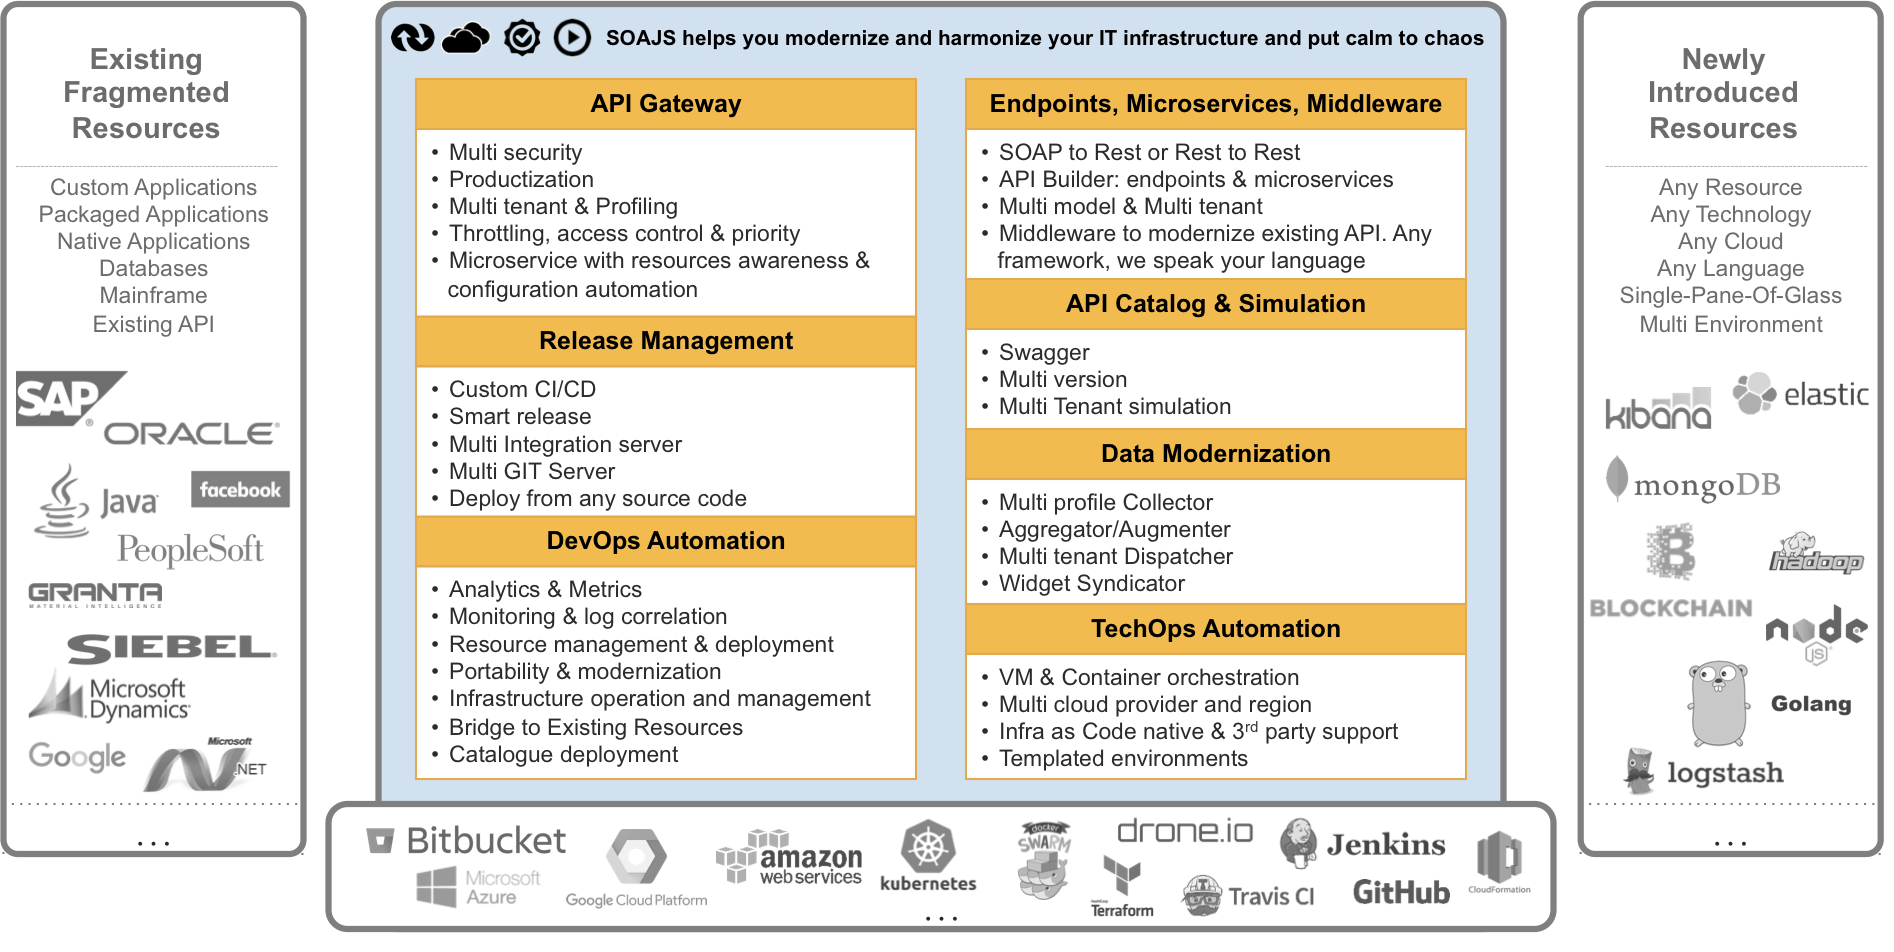 Existing
Fragmented
Resources
Custom Applications
Packaged Applications
Native Applications
Databases
Mainframe
Existing API
SAP
®
ORACLE
Java
facebook
PeopleSoft
GRANTA
MATERIAL INTELLIGENCE
SIEBEL
Microsoft
Dynamics
Google
Microsoft
.NET
...
SOAJS helps you modernize and harmonize your IT infrastructure and put calm to chaos
API Gateway
• Multi security
• Productization
• Multi tenant & Profiling
• Throttling, access control & priority
• Microservice with resources awareness &
configuration automation
Release Management
• Custom CI/CD
• Smart release
• Multi Integration server
• Multi GIT Server
• Deploy from any source code
DevOps Automation
• Analytics & Metrics
• Monitoring & log correlation
• Resource management & deployment
• Portability & modernization
• Infrastructure operation and management
• Bridge to Existing Resources
• Catalogue deployment
Endpoints, Microservices, Middleware
• SOAP to Rest or Rest to Rest
• API Builder: endpoints & microservices
• Multi model & Multi tenant
• Middleware to modernize existing API. Any
framework, we speak your language
API Catalog & Simulation
• Swagger
• Multi version
• Multi Tenant simulation
Data Modernization
• Multi profile Collector
• Aggregator/Augmenter
• Multi tenant Dispatcher
• Widget Syndicator
TechOps Automation
• VM & Container orchestration
• Multi cloud provider and region
• Infra as Code native & 3rd party support
• Templated environments
Newly
Introduced
Resources
Any Resource
Any Technology
Any Cloud
Any Language
Single-Pane-Of-Glass
Multi Environment
kibana
elastic
mongoDB
hadoop
BLOCKCHAIN
node
JS
Golang
logstash
...
Bitbucket
Microsoft
Azure
Google Cloud Platform
amazon
web services
kubernetes
docker
SWARM
drone.io
HashiCorp
Terraform
Jenkins
Travis CI
GitHub
CloudFormation
...